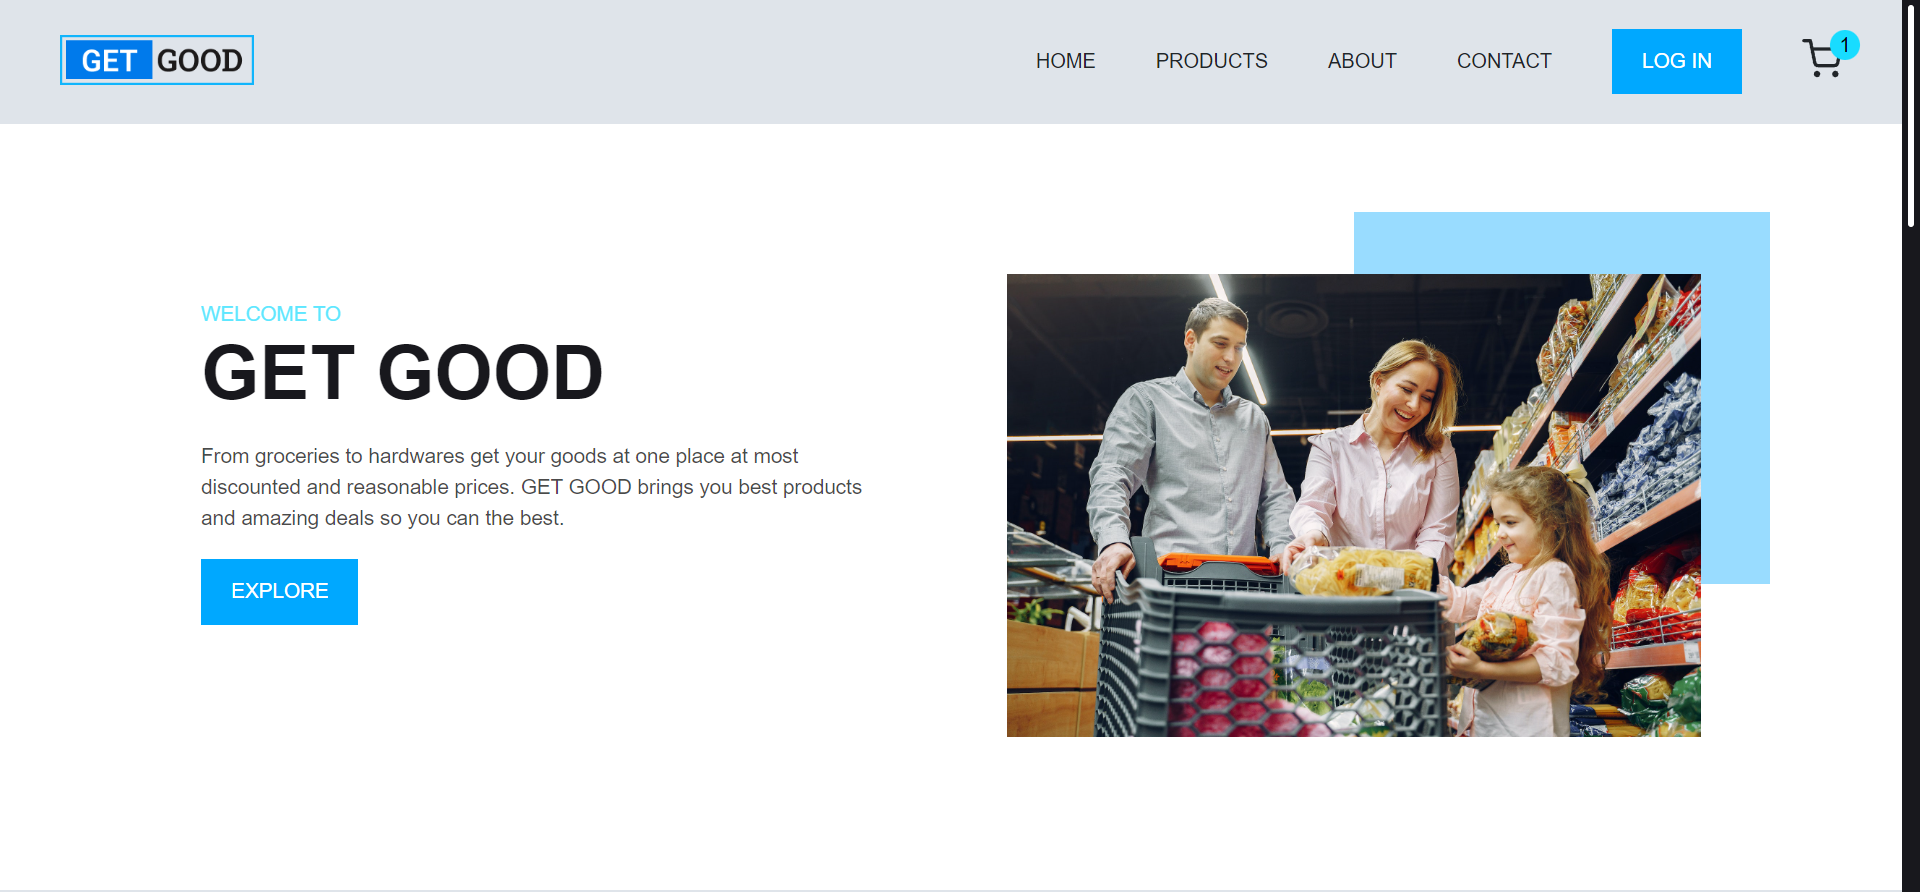 GET GOOD
HOME PRODUCTS ABOUT CONTACT LOG IN 1
WELCOME TO
GET GOOD
From groceries to hardwares get your goods at one place at most
discounted and reasonable prices. GET GOOD brings you best products
and amazing deals so you can the best.
EXPLORE